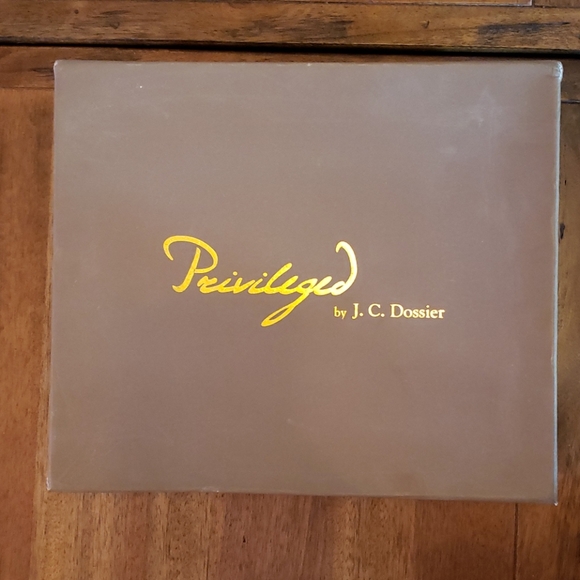 Privileged
by J. C. Dossier